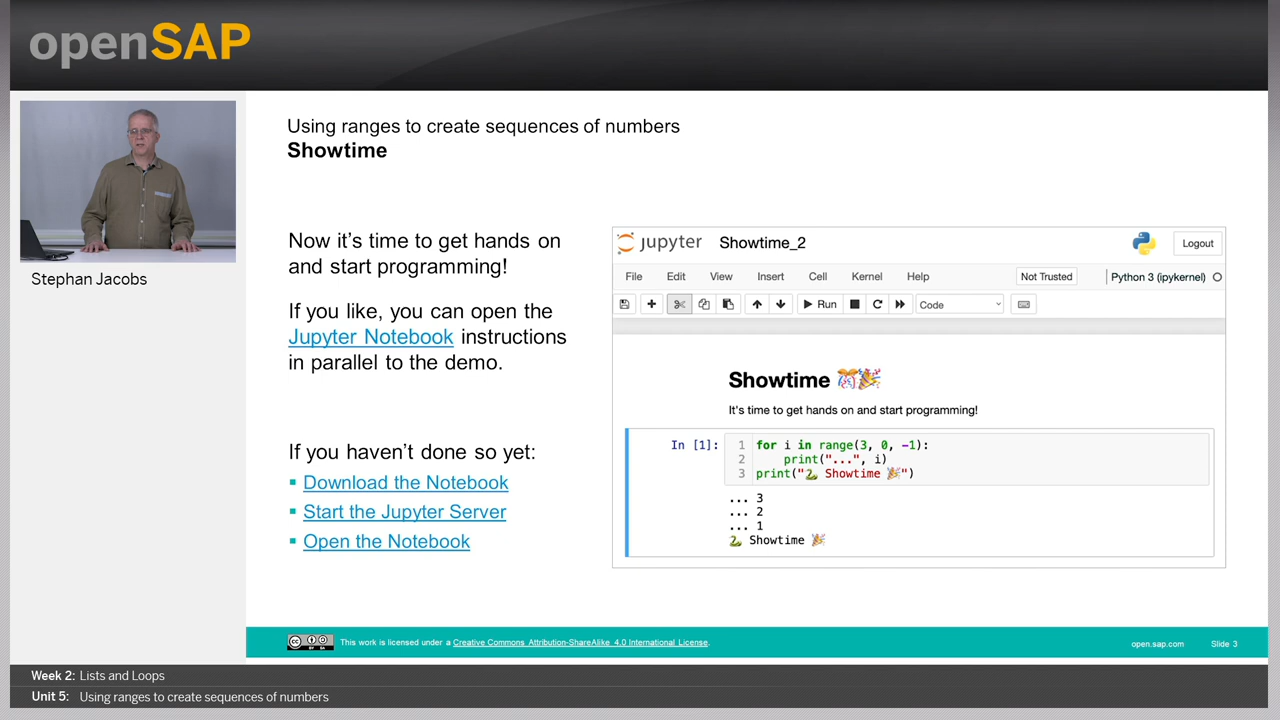 openSAP
Using ranges to create sequences of numbers
Showtime
Stephan Jacobs
Now it’s time to get hands on
and start programming!
If you like, you can open the
Jupyter Notebook instructions
in parallel to the demo.
If you haven’t done so yet:
▪ Download the Notebook
▪ Start the Jupyter Server
▪ Open the Notebook
jupyter Showtime_2 Logout
File Edit View Insert Cell Kernel Help Not Trusted Python 3 (ipykernel)
Run Code
Showtime 🎊🎉
It's time to get hands on and start programming!
In [1]: 1 for i in range(3, 0, -1):
2 print("...", i)
3 print("🐍 Showtime 🎉")
... 3
... 2
... 1
🐍 Showtime 🎉
CC BY SA This work is licensed under a Creative Commons Attribution-ShareAlike 4.0 International License.
open.sap.com Slide 3
Week 2: Lists and Loops
Unit 5: Using ranges to create sequences of numbers